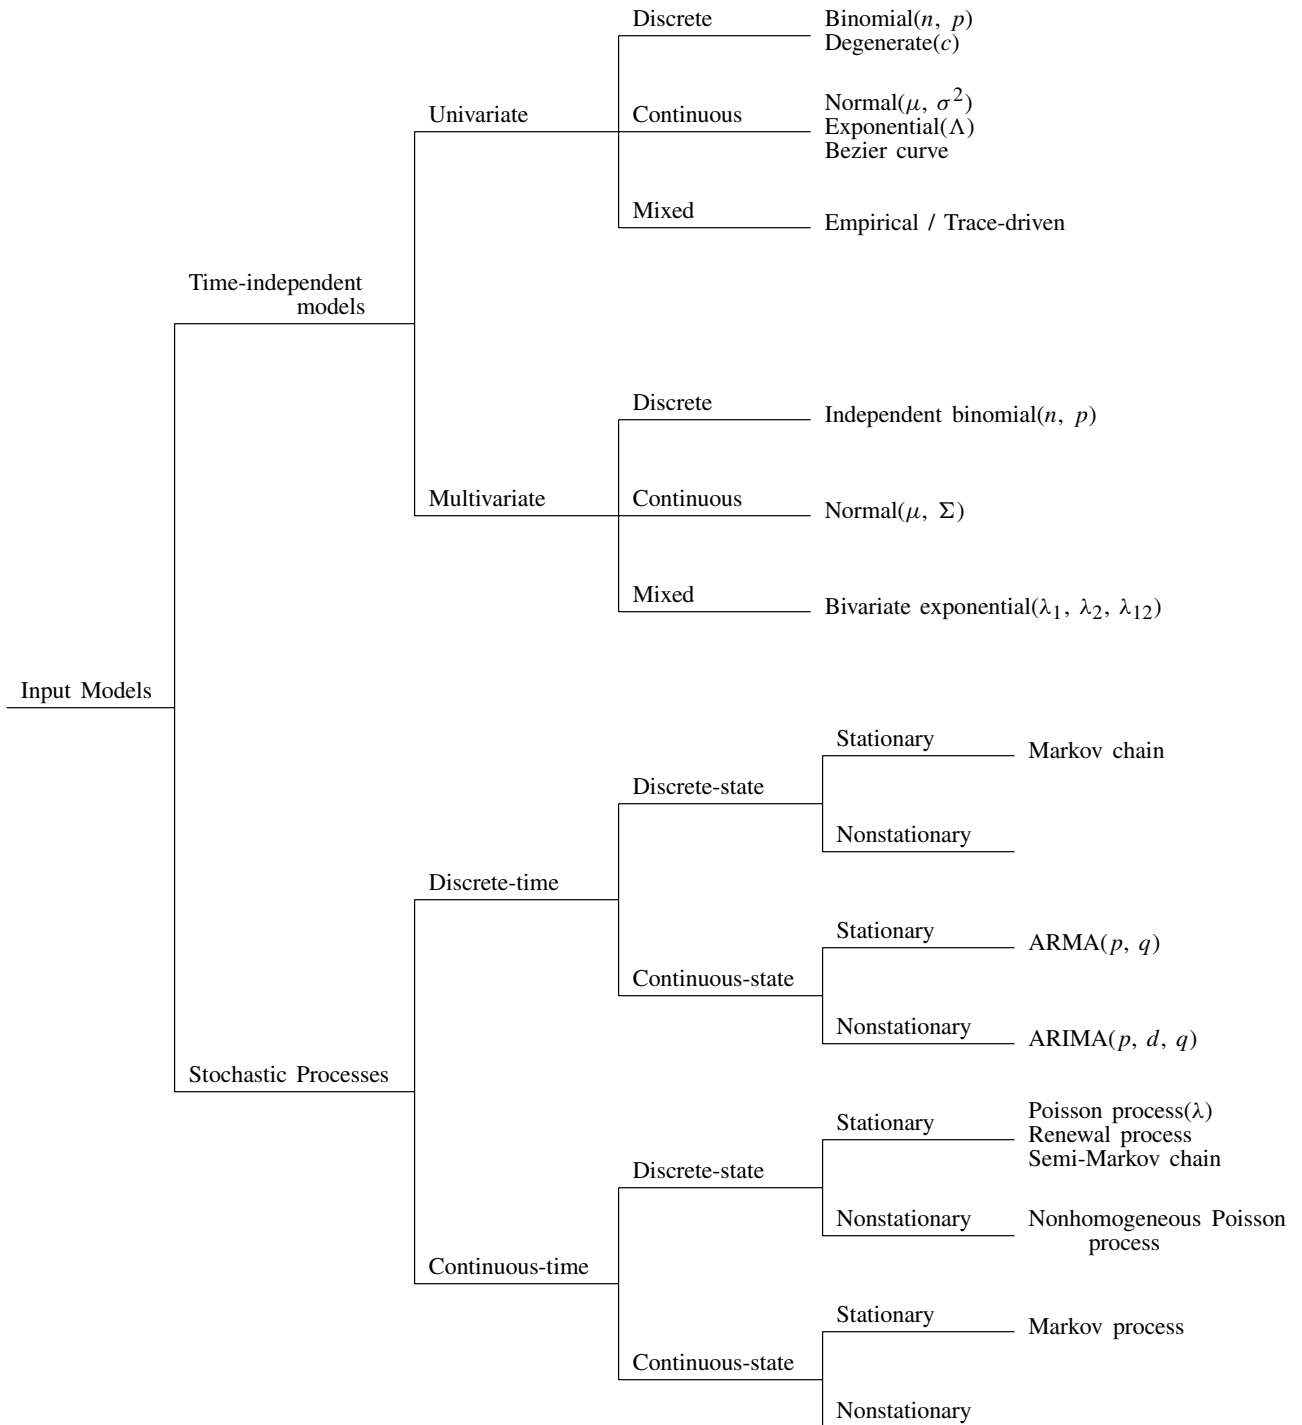 Discrete
Binomial(n, p)
Degenerate(c)
Univariate
Continuous
Normal(μ, σ²)
Exponential(Λ)
Bezier curve
Mixed
Empirical / Trace-driven
Time-independent
models
Discrete
Independent binomial(n, p)
Multivariate
Continuous
Normal(μ, Σ)
Mixed
Bivariate exponential(λ₁, λ₂, λ₁₂)
Input Models
Stationary
Markov chain
Discrete-state
Nonstationary
Discrete-time
Stationary
ARMA(p, q)
Continuous-state
Nonstationary
ARIMA(p, d, q)
Stochastic Processes
Stationary
Poisson process(λ)
Renewal process
Semi-Markov chain
Discrete-state
Nonstationary
Nonhomogeneous Poisson
process
Continuous-time
Stationary
Markov process
Continuous-state
Nonstationary